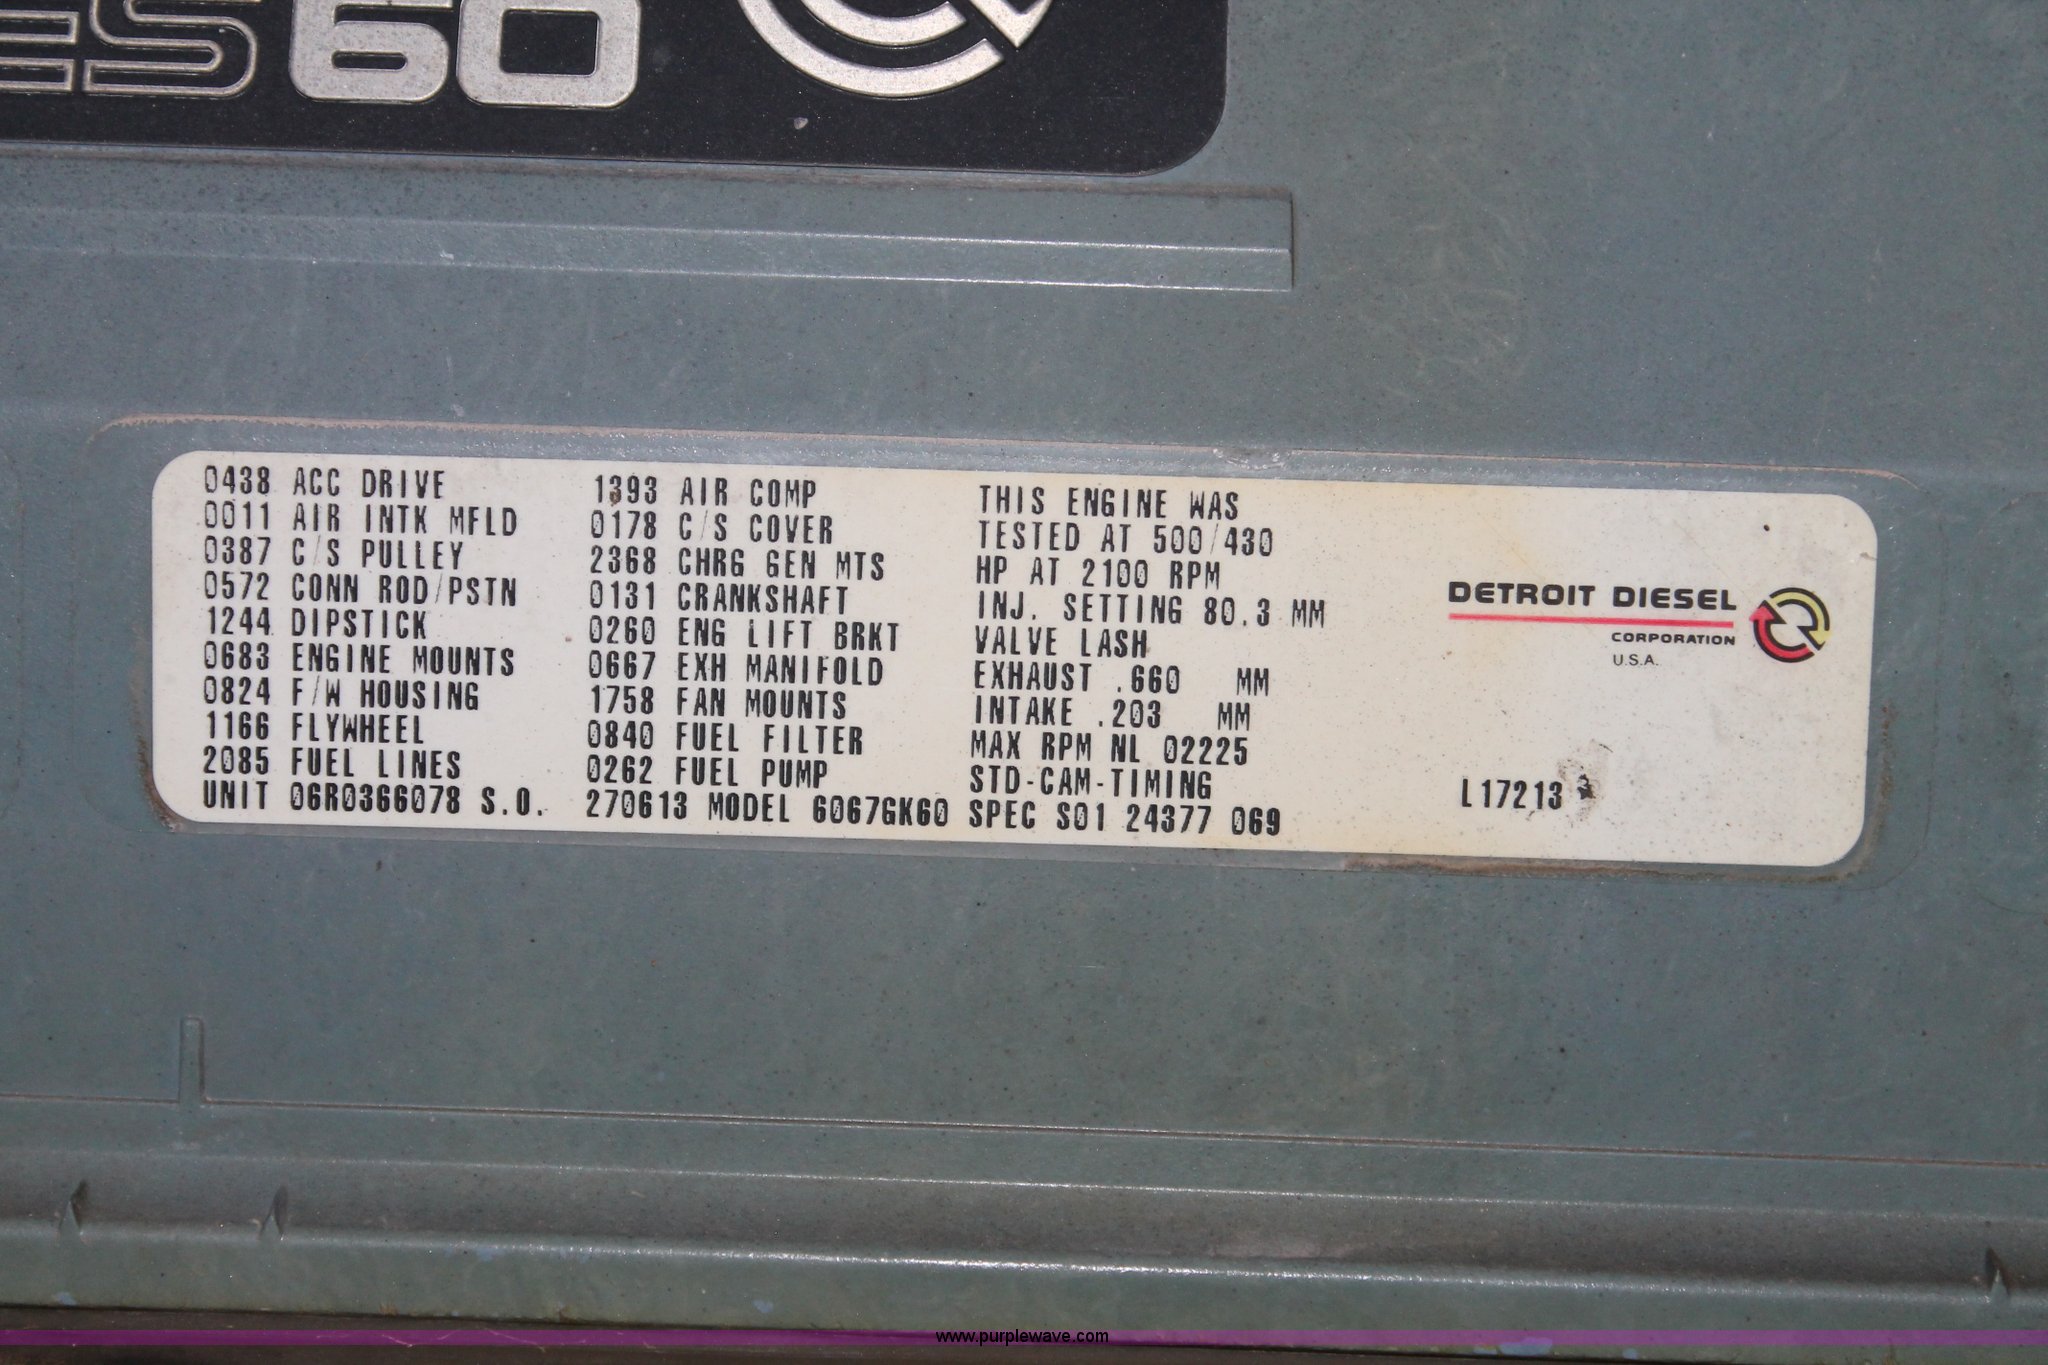 ES 60
0438 ACC DRIVE
0011 AIR INTK MFLD
0387 C/S PULLEY
0572 CONN ROD/PSTN
1244 DIPSTICK
0683 ENGINE MOUNTS
0824 F/W HOUSING
1166 FLYWHEEL
2085 FUEL LINES
1393 AIR COMP
0178 C/S COVER
2368 CHRG GEN MTS
0131 CRANKSHAFT
0260 ENG LIFT BRKT
0667 EXH MANIFOLD
1758 FAN MOUNTS
0840 FUEL FILTER
0262 FUEL PUMP
THIS ENGINE WAS
TESTED AT 500/430
HP AT 2100 RPM
INJ. SETTING 80.3 MM
VALVE LASH
EXHAUST .660 MM
INTAKE .203 MM
MAX RPM NL 02225
STD-CAM-TIMING
UNIT 06R0366078 S.O. 270613 MODEL 6067GK60 SPEC S01 24377 069
DETROIT DIESEL
CORPORATION
U.S.A.
L17213
www.purplewave.com